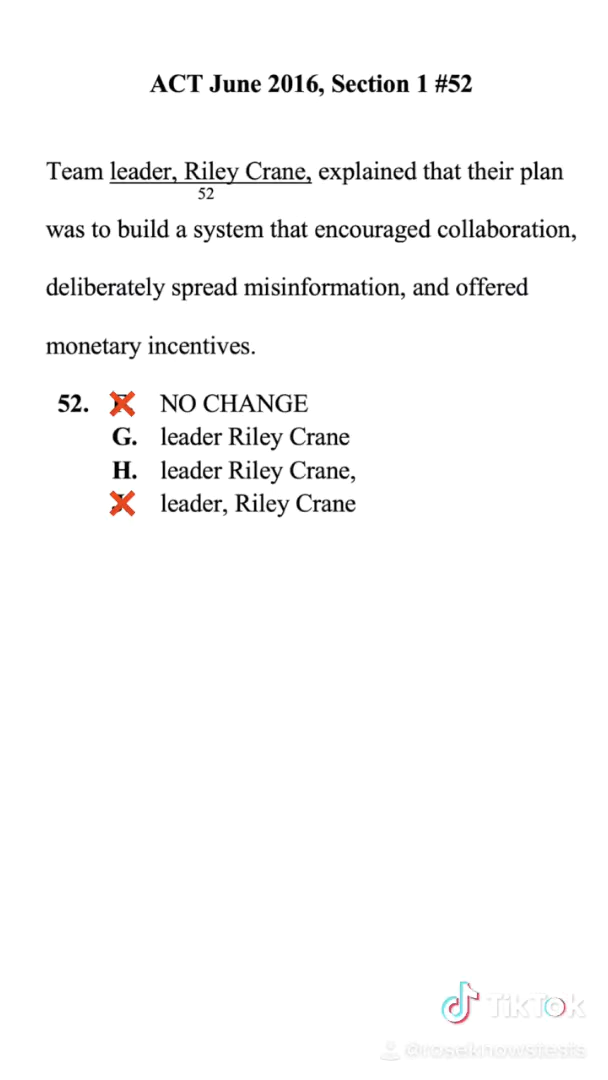 ACT June 2016, Section 1 #52
Team leader, Riley Crane, explained that their plan
52
was to build a system that encouraged collaboration,
deliberately spread misinformation, and offered
monetary incentives.
52. NO CHANGE
G. leader Riley Crane
H. leader Riley Crane,
leader, Riley Crane
TikTok
@roseknowstests